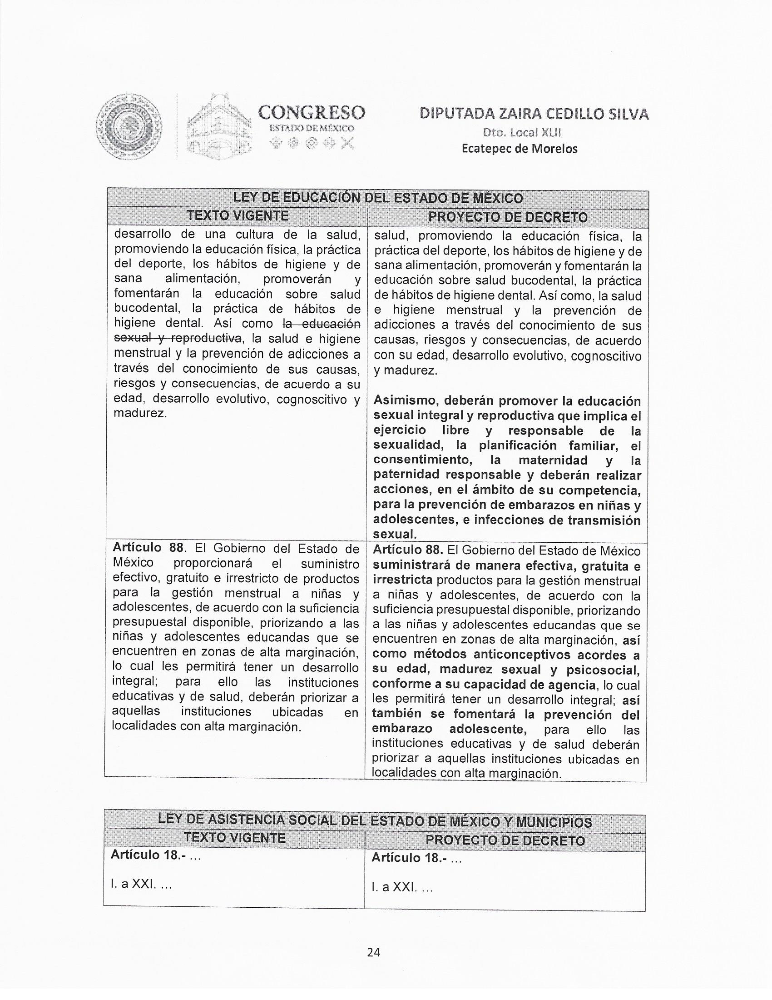 CONGRESO
ESTADO DE MÉXICO
DIPUTADA ZAIRA CEDILLO SILVA
Dto. Local XLII
Ecatepec de Morelos
LEY DE EDUCACIÓN DEL ESTADO DE MÉXICO
TEXTO VIGENTE
desarrollo de una cultura de la salud,
promoviendo la educación física, la práctica
del deporte, los hábitos de higiene y de
sana alimentación, promoverán y
fomentarán la educación sobre salud
bucodental, la práctica de hábitos de
higiene dental. Así como la educación
sexual y reproductiva, la salud e higiene
menstrual y la prevención de adicciones a
través del conocimiento de sus causas,
riesgos y consecuencias, de acuerdo a su
edad, desarrollo evolutivo, cognoscitivo y
madurez.
PROYECTO DE DECRETO
salud, promoviendo la educación física, la
práctica del deporte, los hábitos de higiene y de
sana alimentación, promoverán y fomentarán la
educación sobre salud bucodental, la práctica
de hábitos de higiene dental. Así como, la salud
e higiene menstrual y la prevención de
adicciones a través del conocimiento de sus
causas, riesgos y consecuencias, de acuerdo
con su edad, desarrollo evolutivo, cognoscitivo
y madurez.
Asimismo, deberán promover la educación
sexual integral y reproductiva que implica el
ejercicio libre y responsable de la
sexualidad, la planificación familiar, el
consentimiento, la maternidad y la
paternidad responsable y deberán realizar
acciones, en el ámbito de su competencia,
para la prevención de embarazos en niñas y
adolescentes, e infecciones de transmisión
sexual.
Artículo 88. El Gobierno del Estado de
México proporcionará el suministro
efectivo, gratuito e irrestricto de productos
para la gestión menstrual a niñas y
adolescentes, de acuerdo con la suficiencia
presupuestal disponible, priorizando a las
niñas y adolescentes educandas que se
encuentren en zonas de alta marginación,
lo cual les permitirá tener un desarrollo
integral; para ello las instituciones
educativas y de salud, deberán priorizar a
aquellas instituciones ubicadas en
localidades con alta marginación.
Artículo 88. El Gobierno del Estado de México
suministrará de manera efectiva, gratuita e
irrestricta productos para la gestión menstrual
a niñas y adolescentes, de acuerdo con la
suficiencia presupuestal disponible, priorizando
a las niñas y adolescentes educandas que se
encuentren en zonas de alta marginación, así
como métodos anticonceptivos acordes a
su edad, madurez sexual y psicosocial,
conforme a su capacidad de agencia, lo cual
les permitirá tener un desarrollo integral; así
también se fomentará la prevención del
embarazo adolescente, para ello las
instituciones educativas y de salud deberán
priorizar a aquellas instituciones ubicadas en
localidades con alta marginación.
LEY DE ASISTENCIA SOCIAL DEL ESTADO DE MÉXICO Y MUNICIPIOS
TEXTO VIGENTE
Artículo 18.- ...
I. a XXI. ...
PROYECTO DE DECRETO
Artículo 18.- ...
I. a XXI. ...
24